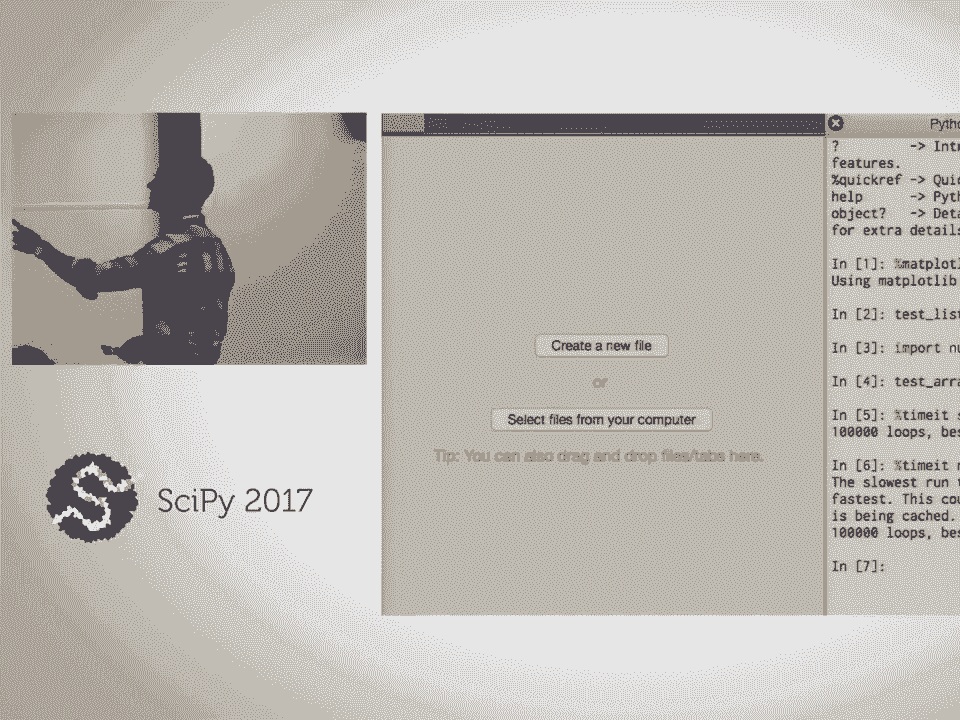 SciPy 2017
Create a new file
or
Select files from your computer
Tip: You can also drag and drop files/tabs here.
? -> Intr
features.
%quickref -> Quic
help -> Pyth
object? -> Deta
for extra details
In [1]: %matplotl
Using matplotlib
In [2]: test_list
In [3]: import nu
In [4]: test_arra
In [5]: %timeit s
100000 loops, bes
In [6]: %timeit n
The slowest run t
fastest. This cou
is being cached.
100000 loops, bes
In [7]: